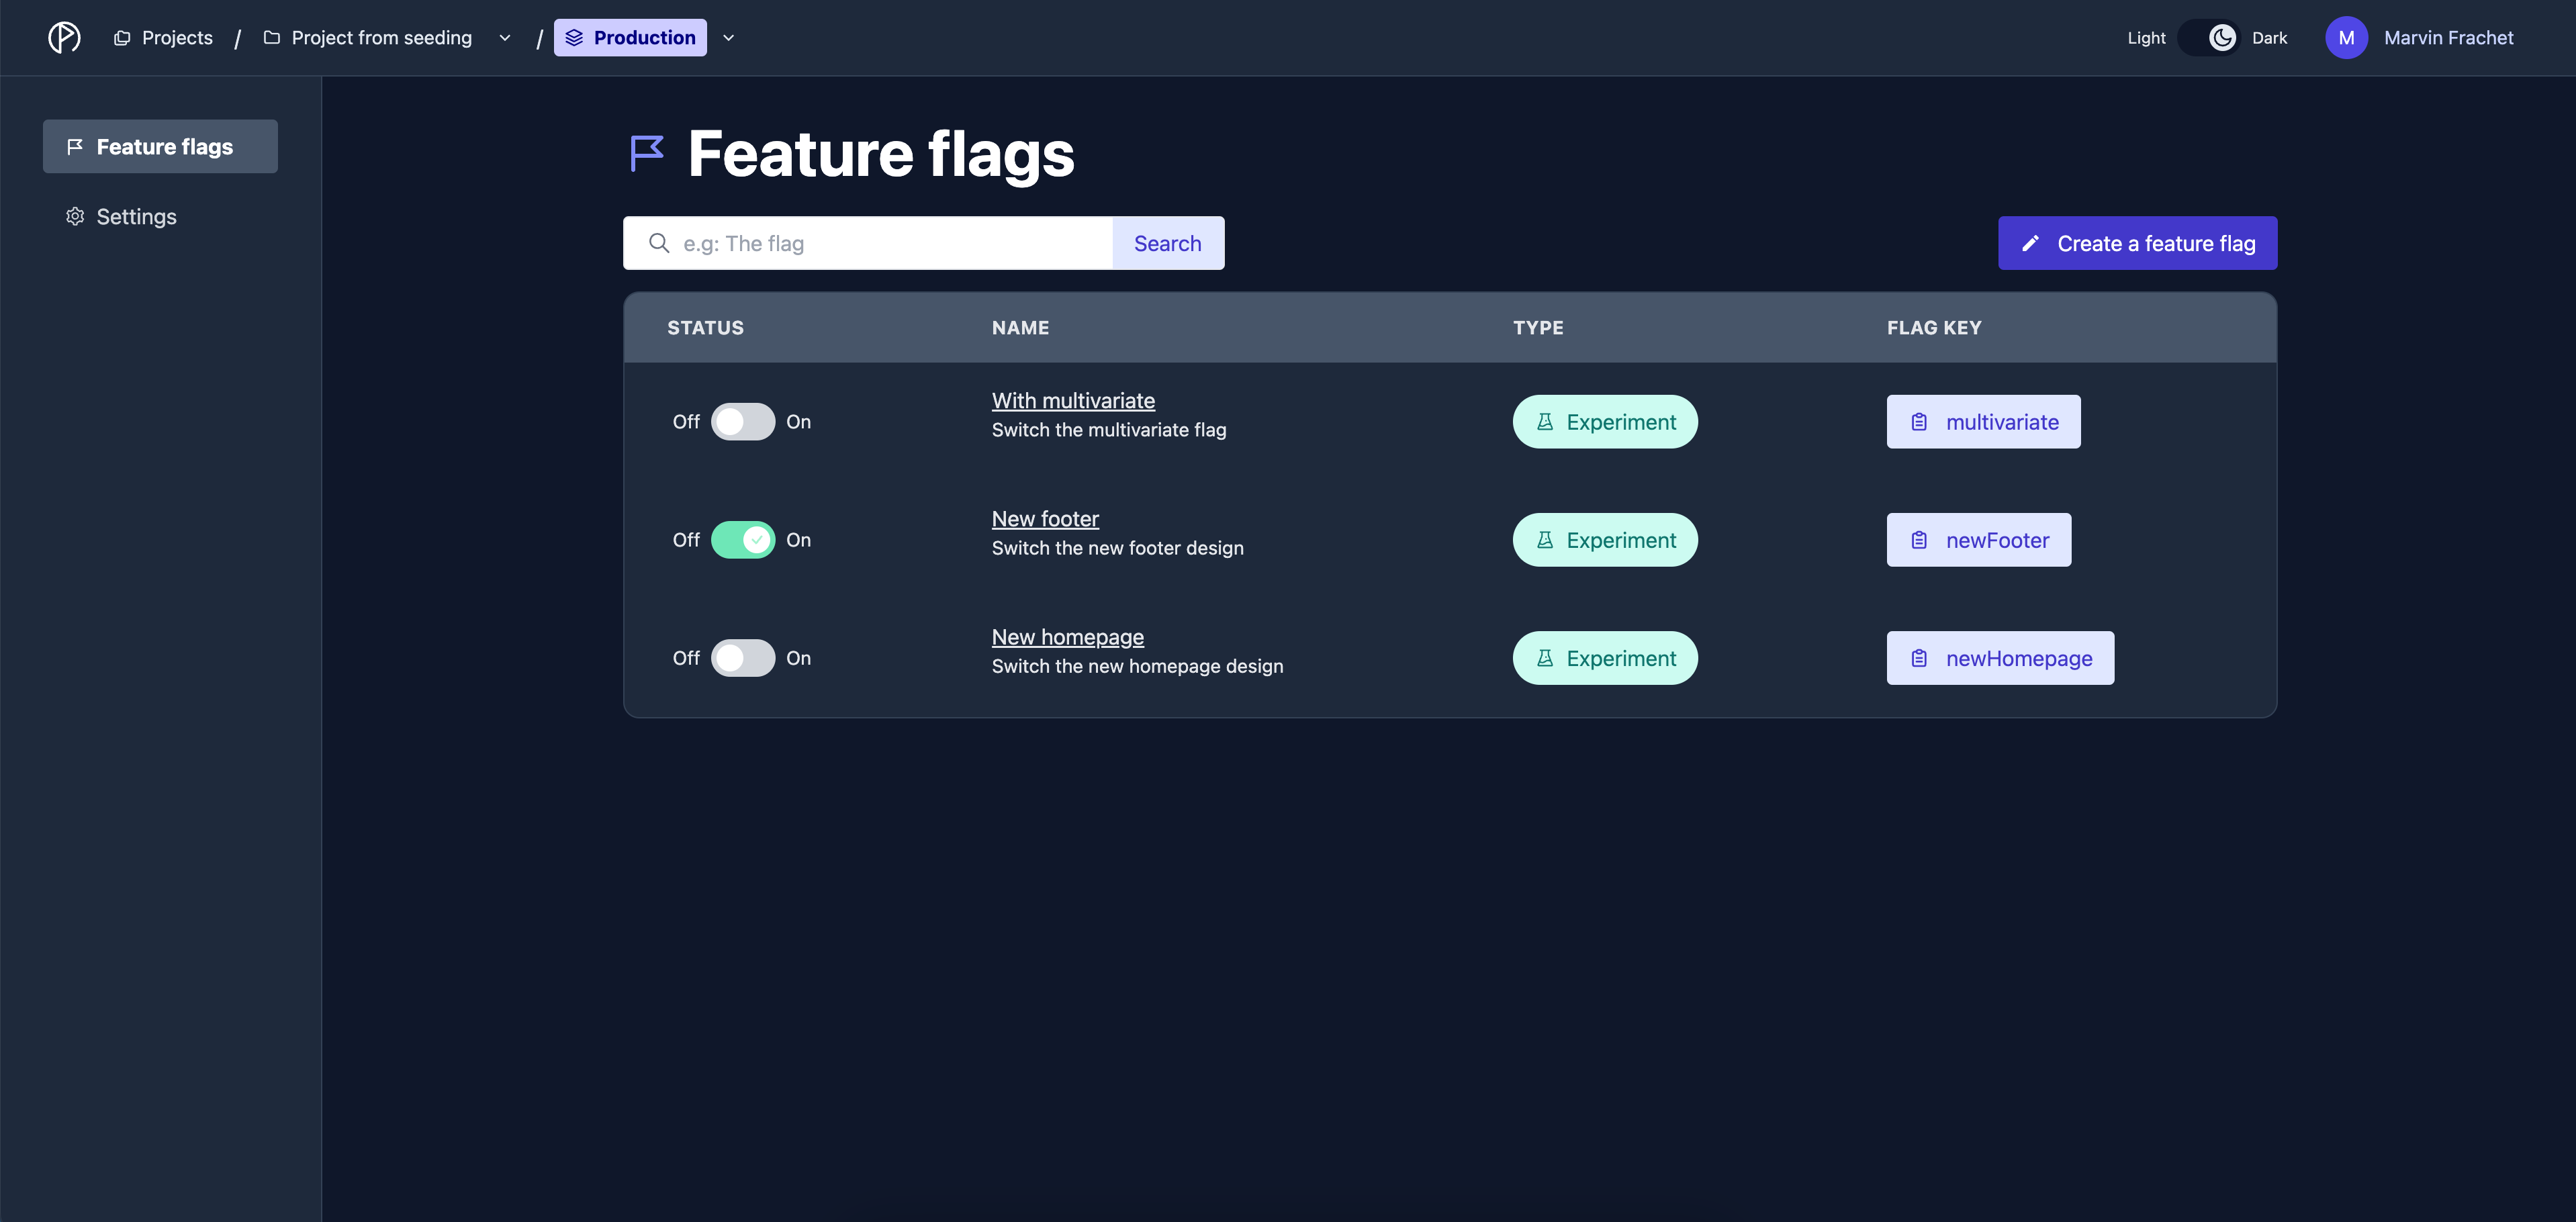 Projects / Project from seeding / Production
Light Dark M Marvin Frachet
Feature flags
Settings
Feature flags
e.g: The flag Search
Create a feature flag
STATUS NAME TYPE FLAG KEY
Off On With multivariate Experiment multivariate
Switch the multivariate flag
Off On New footer Experiment newFooter
Switch the new footer design
Off On New homepage Experiment newHomepage
Switch the new homepage design